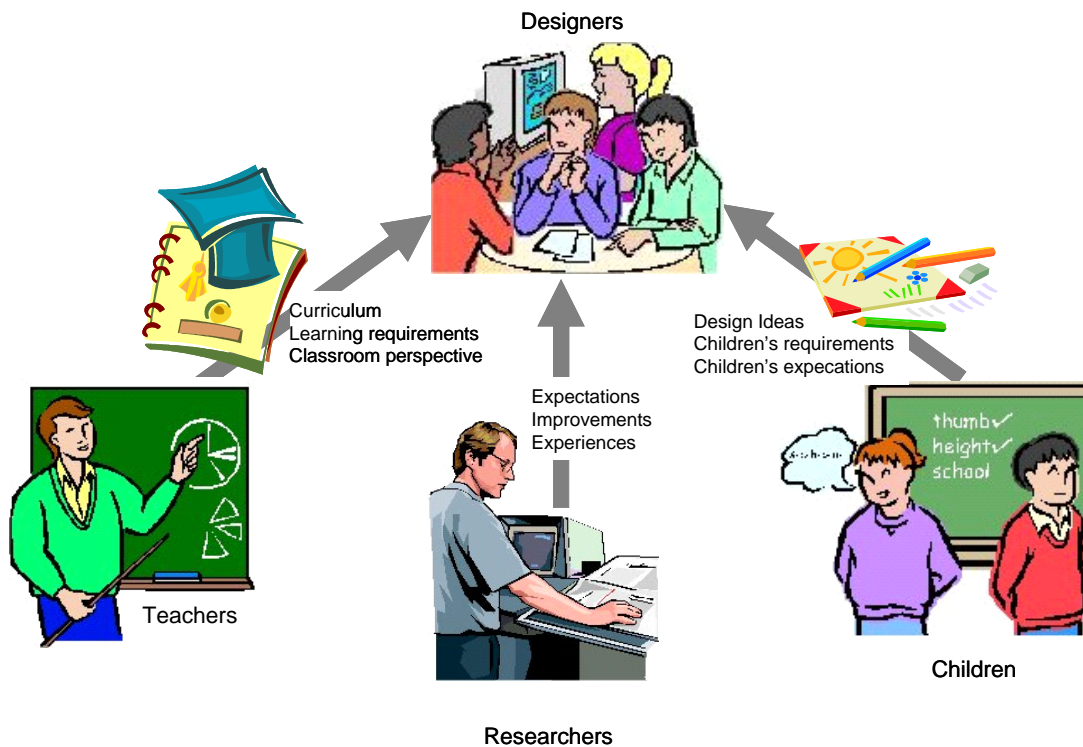 Designers
Curriculum
Learning requirements
Classroom perspective
Design Ideas
Children's requirements
Children's expecations
Expectations
Improvements
Experiences
thumb✓
height✓
school
Teachers
Children
Researchers